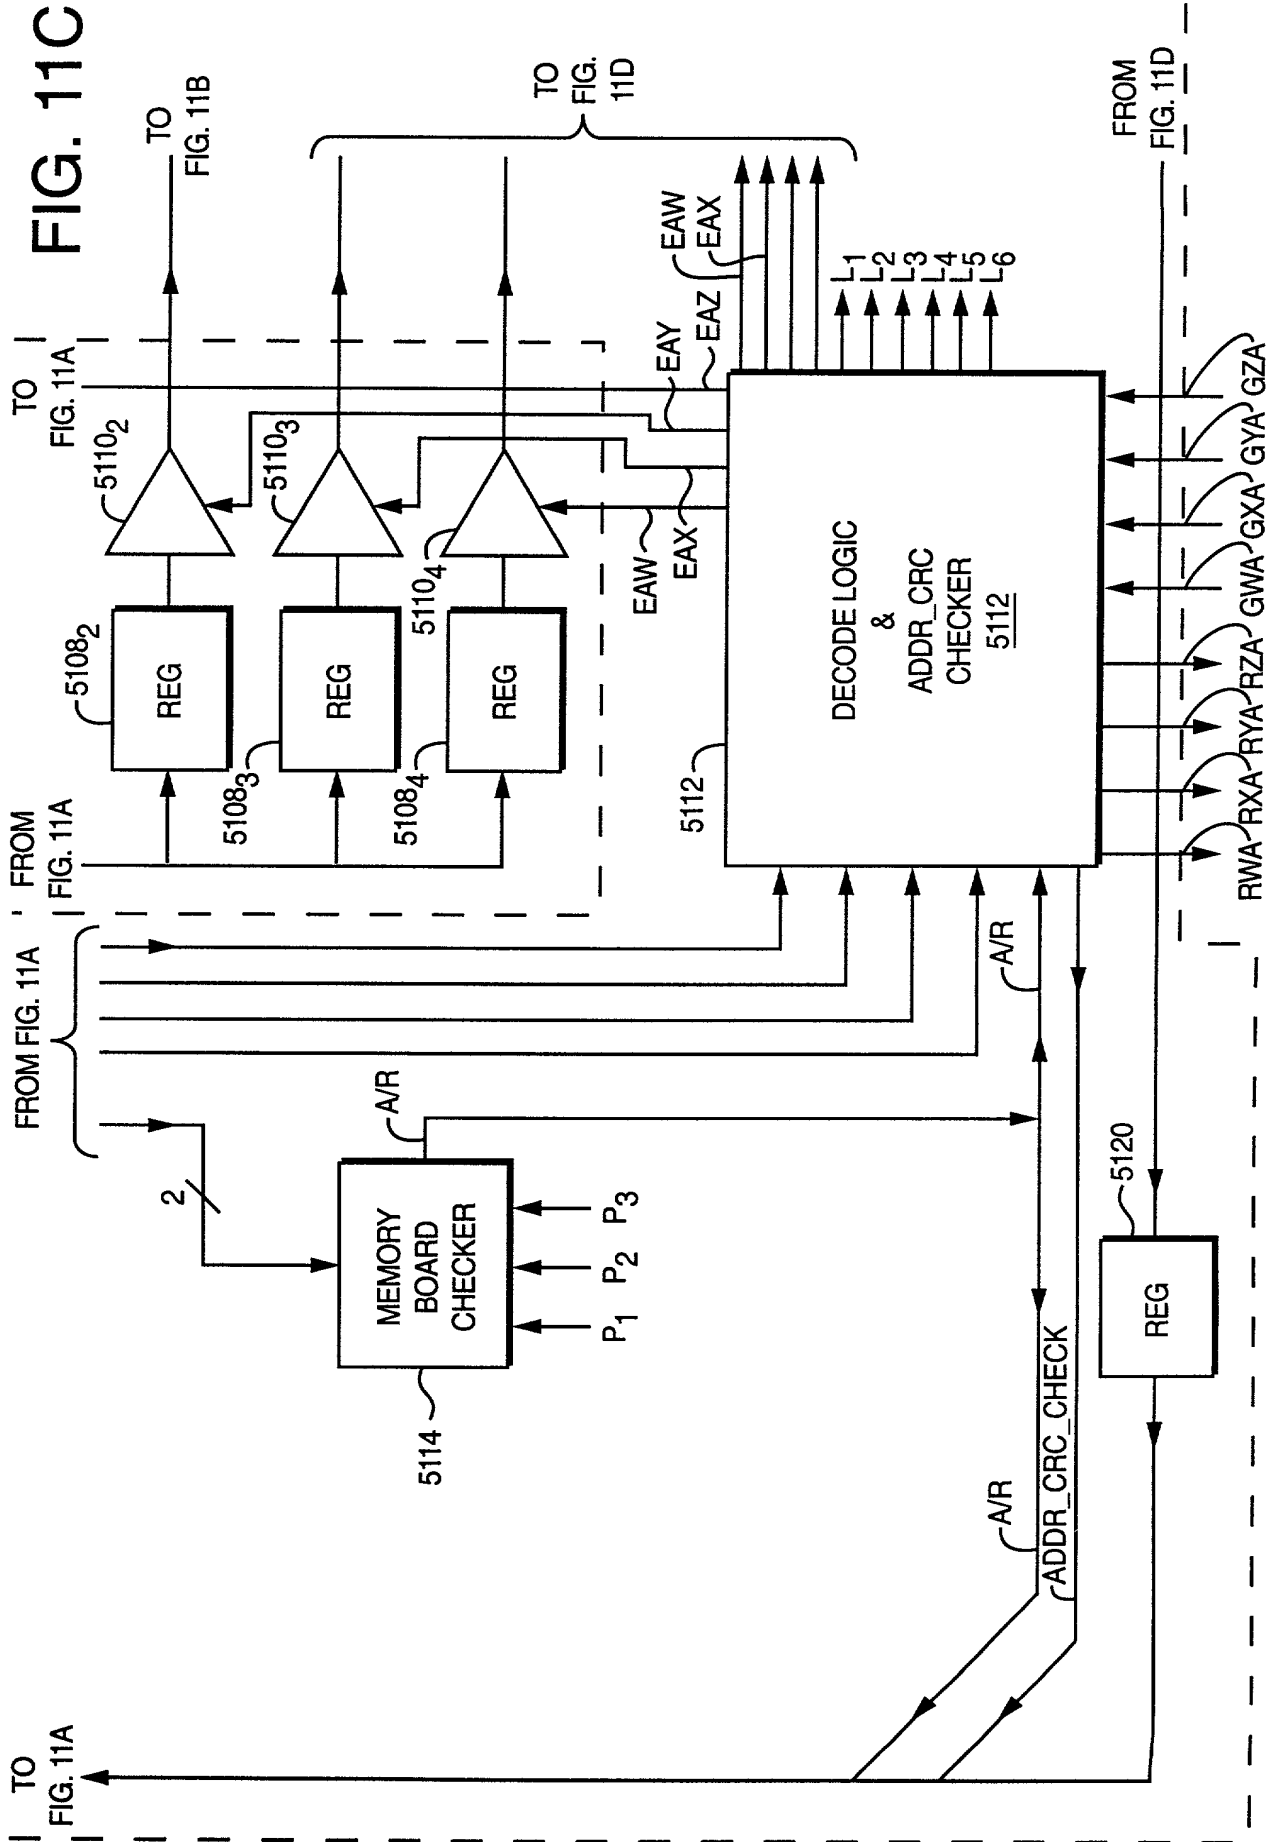 FIG. 11C
TO
FIG. 11A
FROM FIG. 11A
FROM
FIG. 11A
TO
FIG. 11A
TO
FIG. 11B
5108₂
REG
5110₂
5108₃
REG
5110₃
5108₄
REG
5110₄
TO
FIG.
11D
2
MEMORY
BOARD
CHECKER
5114
A/R
P₁
P₂
P₃
EAW
EAX
EAY
EAZ
EAW
EAX
5112
DECODE LOGIC
&
ADDR_CRC
CHECKER
5112
L₁
L₂
L₃
L₄
L₅
L₆
A/R
A/R
ADDR_CRC_CHECK
REG
5120
FROM
FIG. 11D
RWA
RXA
RYA
RZA
GWA
GXA
GYA
GZA